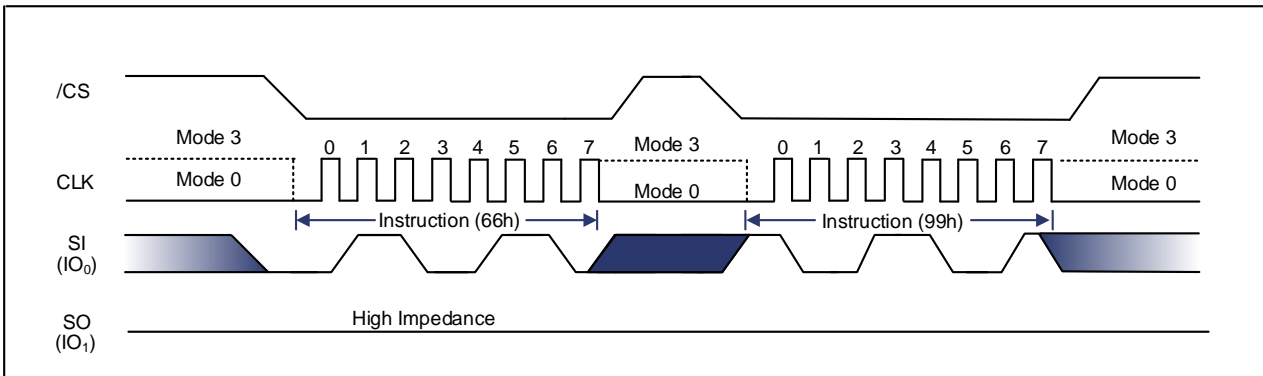 /CS
Mode 3 Mode 3 Mode 3
0 1 2 3 4 5 6 7 0 1 2 3 4 5 6 7
CLK
Mode 0 Mode 0 Mode 0
Instruction (66h) Instruction (99h)
SI
(IO₀)
High Impedance
SO
(IO₁)